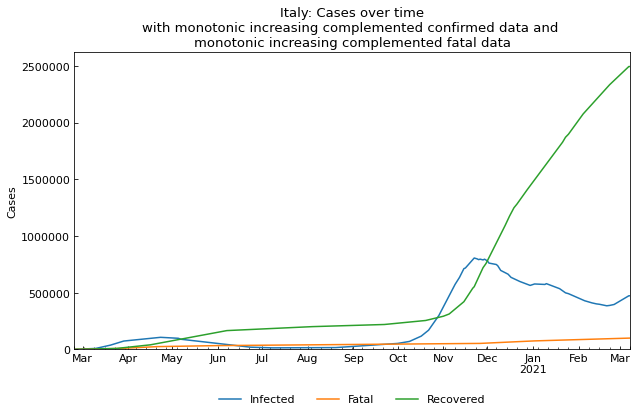 Italy: Cases over time
with monotonic increasing complemented confirmed data and
monotonic increasing complemented fatal data
2500000
2000000
1500000
1000000
500000
0
Cases
Mar Apr May Jun Jul Aug Sep Oct Nov Dec Jan Feb Mar
2021
Infected Fatal Recovered